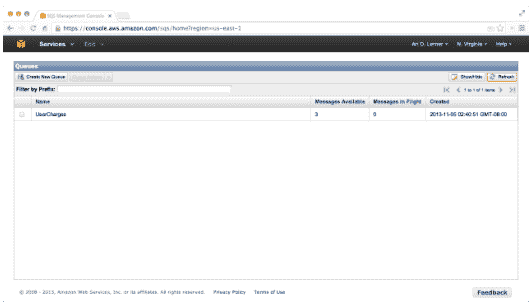 SQS Management Console
https://console.aws.amazon.com/sqs/home?region=us-east-1
Services Edit Ari D. Lerner N. Virginia Help
Queues
Create New Queue Queue Actions Show/Hide Refresh
Filter by Prefix: 1 to 1 of 1 items
Name Messages Available Messages in Flight Created
UserCharges 3 0 2013-11-05 02:40:51 GMT-08:00
© 2008 - 2013, Amazon Web Services, Inc. or its affiliates. All rights reserved. Privacy Policy Terms of Use Feedback